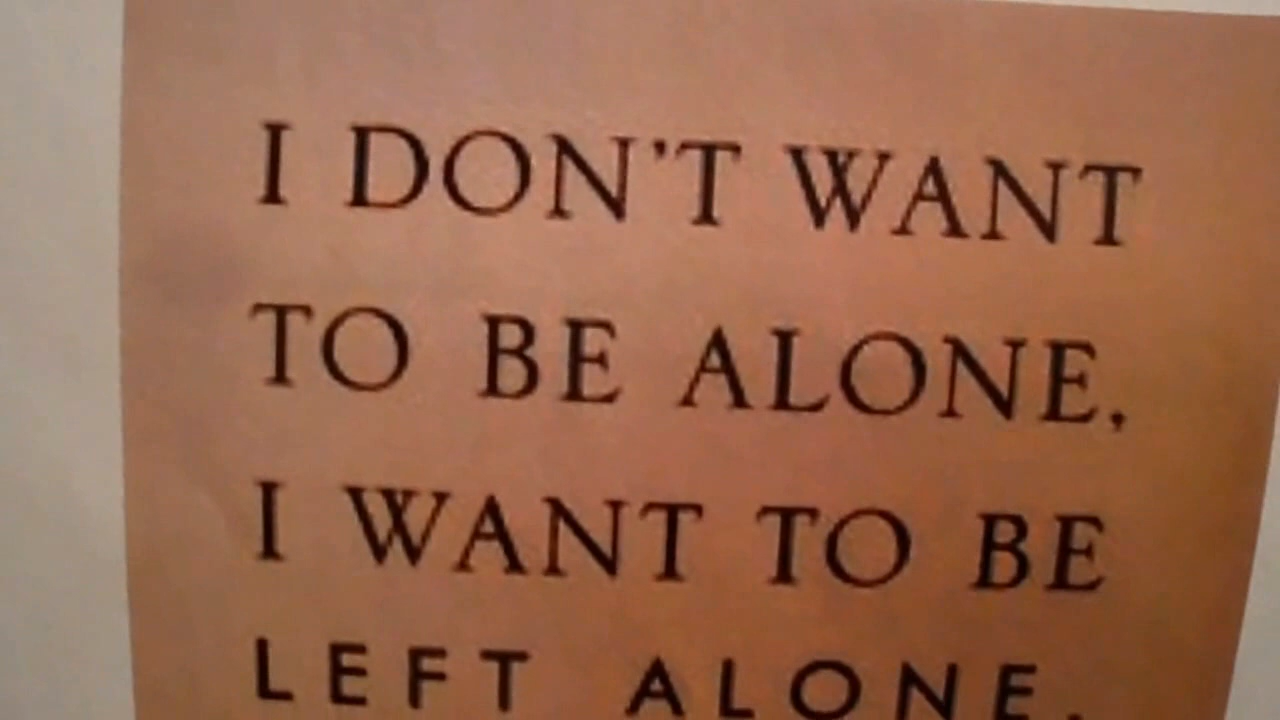 I DON'T WANT
TO BE ALONE,
I WANT TO BE
LEFT ALONE.